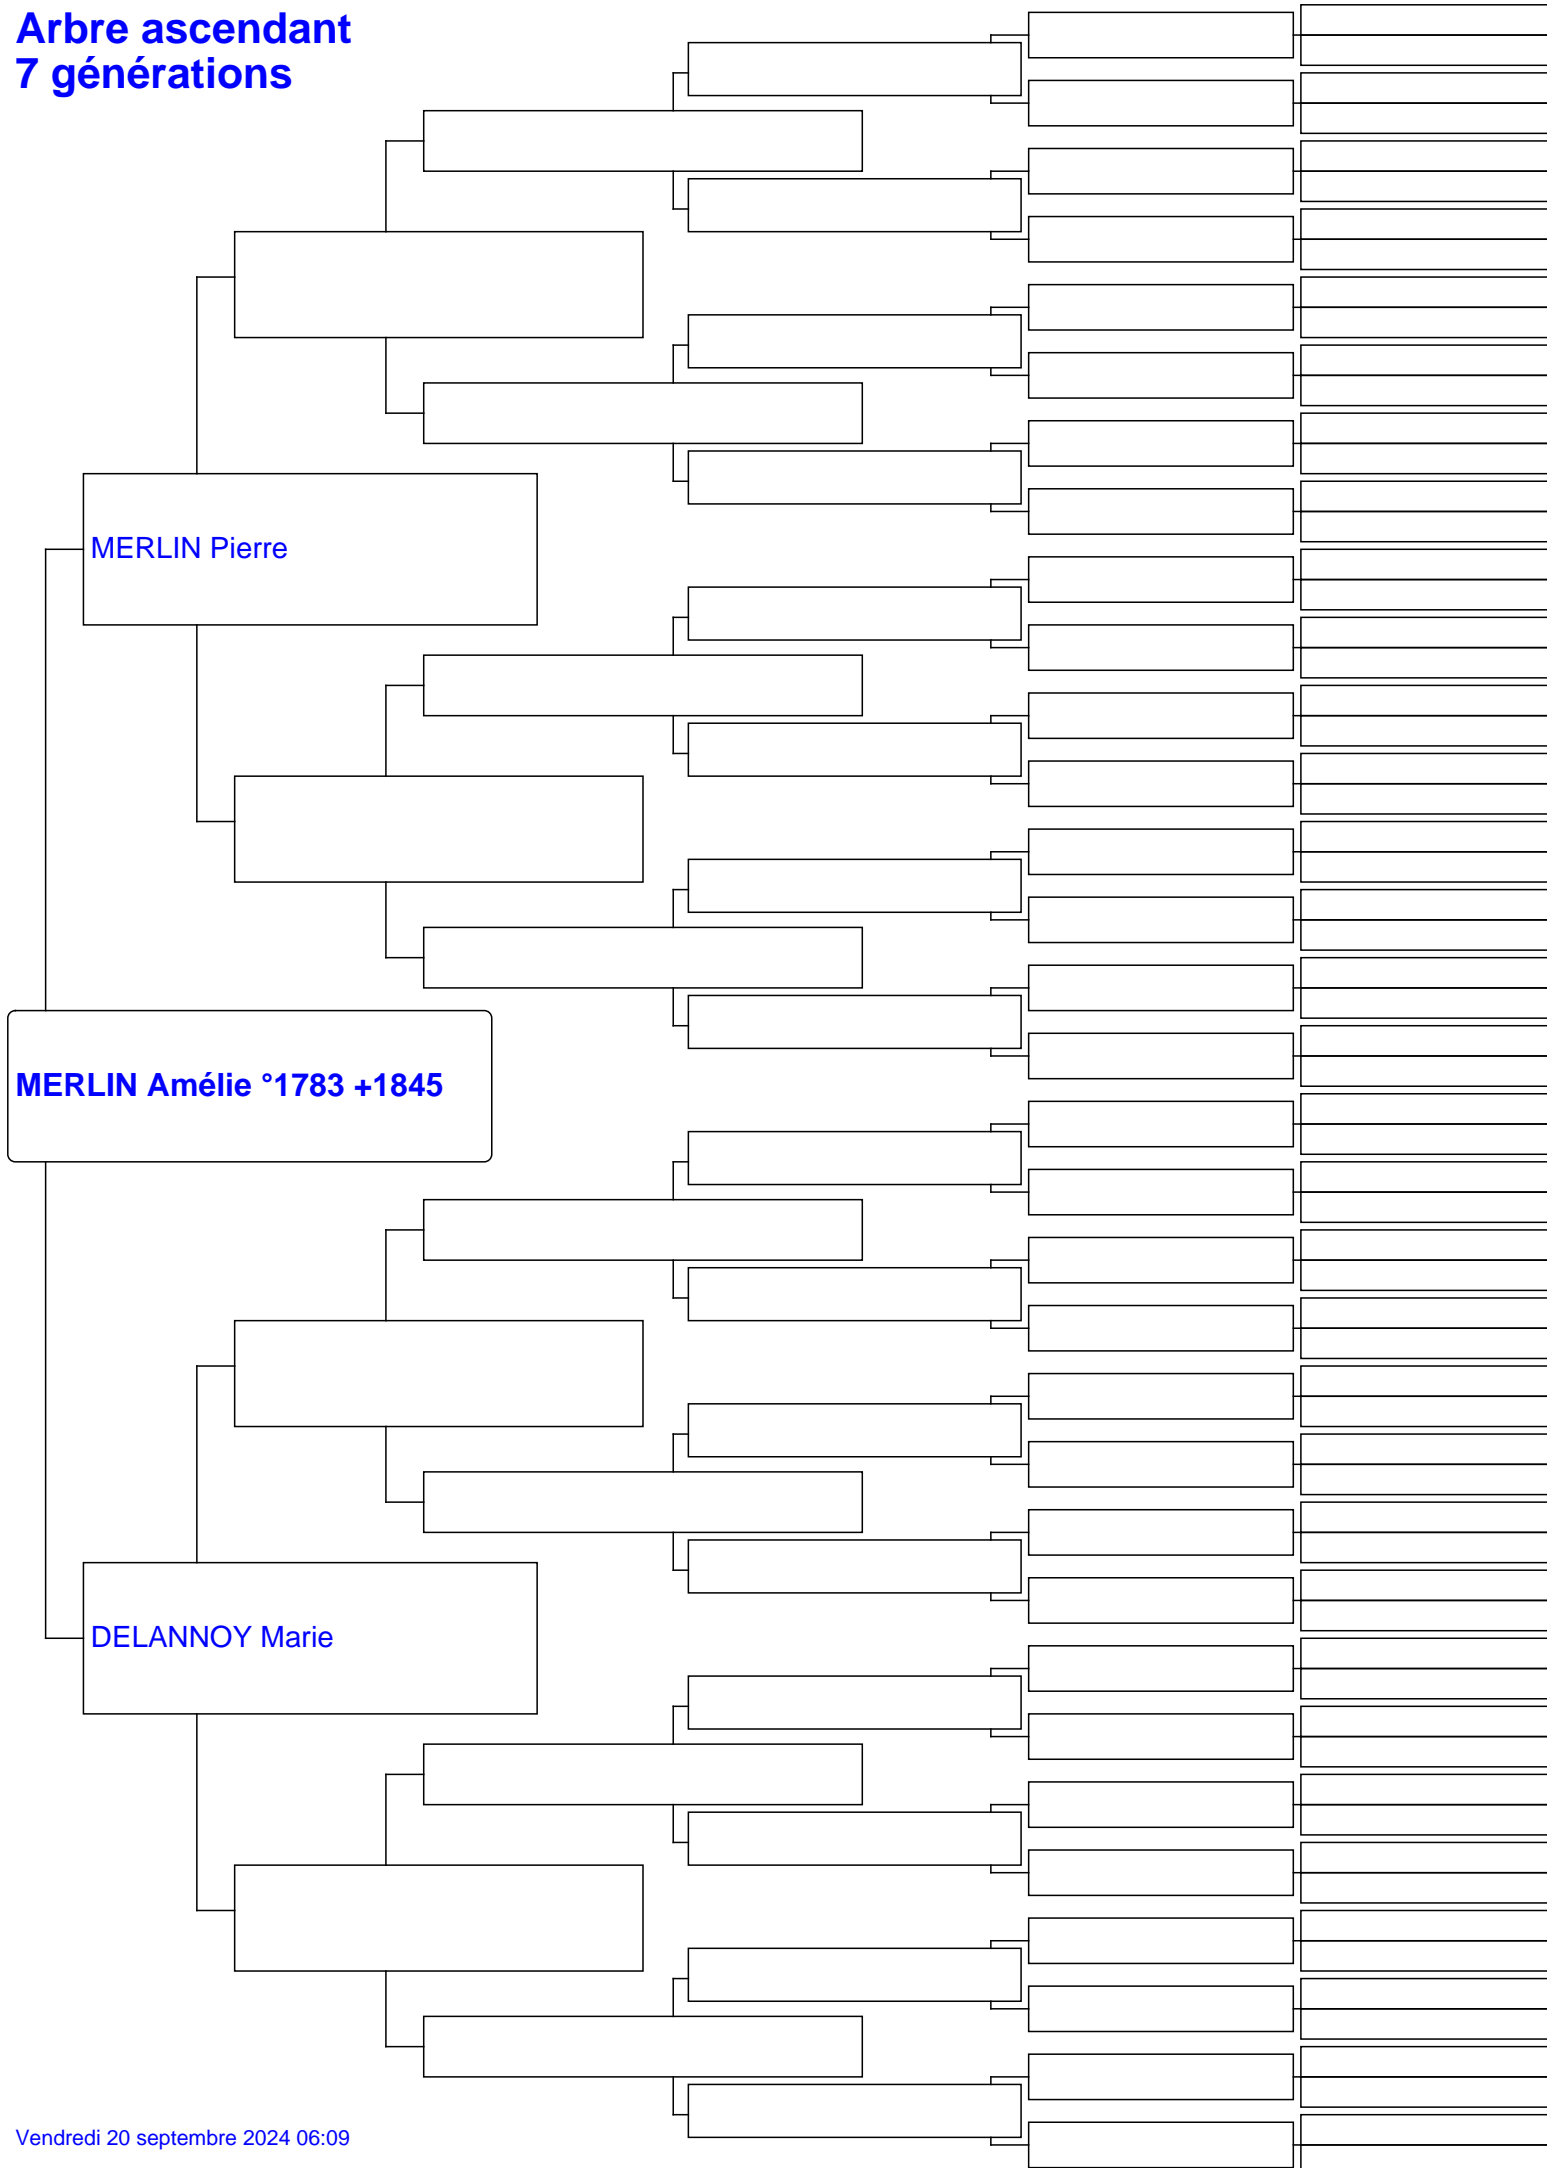 Arbre ascendant
7 générations
MERLIN Pierre
MERLIN Amélie °1783 +1845
DELANNOY Marie
Vendredi 20 septembre 2024 06:09